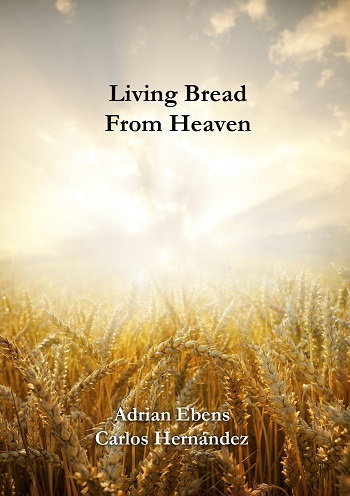 Living Bread
From Heaven
Adrian Ebens
Carlos Hernández